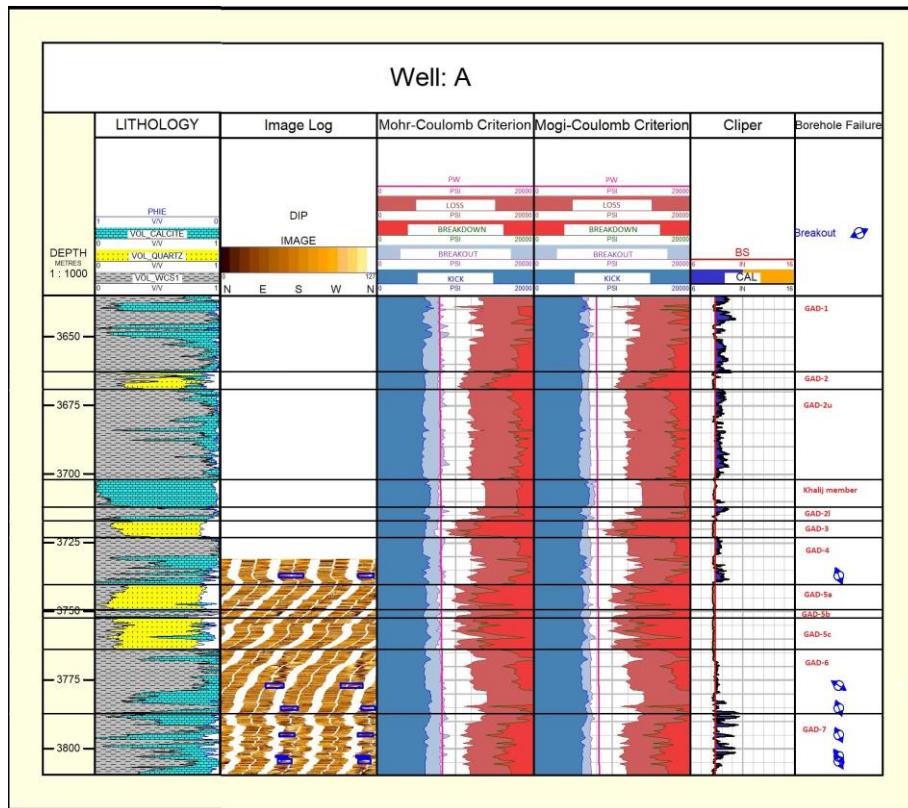 Well: A
LITHOLOGY
Image Log
Mohr-Coulomb Criterion
Mogi-Coulomb Criterion
Cliper
Borehole Failure
DEPTH
METRES
1 : 1000
PHIE
1 V/V 0
VOL_CALCITE
0 V/V 1
VOL_QUARTZ
0 V/V 1
VOL_WCS1
0 V/V 1
DIP
IMAGE
0 127
N E S W N
PW
0 PSI 20000
LOSS
0 PSI 20000
BREAKDOWN
0 PSI 20000
BREAKOUT
0 PSI 20000
KICK
0 PSI 20000
PW
0 PSI 20000
LOSS
0 PSI 20000
BREAKDOWN
0 PSI 20000
BREAKOUT
0 PSI 20000
KICK
0 PSI 20000
BS
6 IN 16
CAL
6 IN 16
Breakout
3650
3675
3700
3725
3750
3775
3800
GAD-1
GAD-2
GAD-2u
Khalij member
GAD-2l
GAD-3
GAD-4
GAD-5a
GAD-5b
GAD-5c
GAD-6
GAD-7